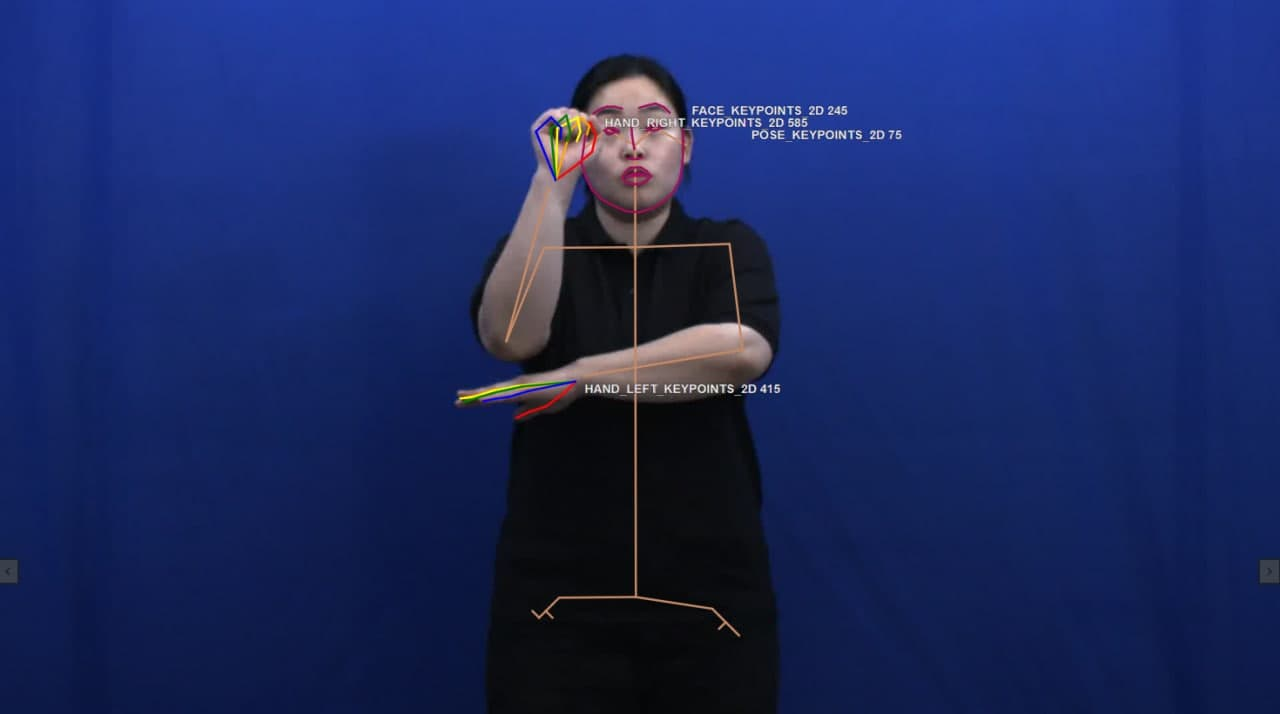 FACE_KEYPOINTS_2D 245
HAND_RIGHT_KEYPOINTS_2D 585
POSE_KEYPOINTS_2D 75
HAND_LEFT_KEYPOINTS_2D 415